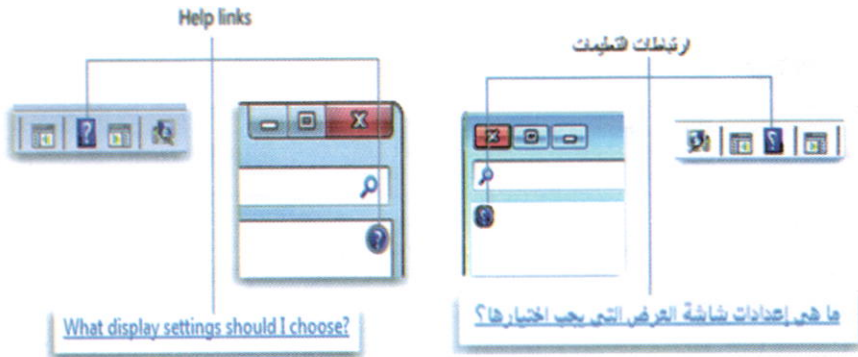 Help links
What display settings should I choose?
ارتباطات التعليمات
ما هي إعدادات شاشة العرض التي يجب اختيارها؟